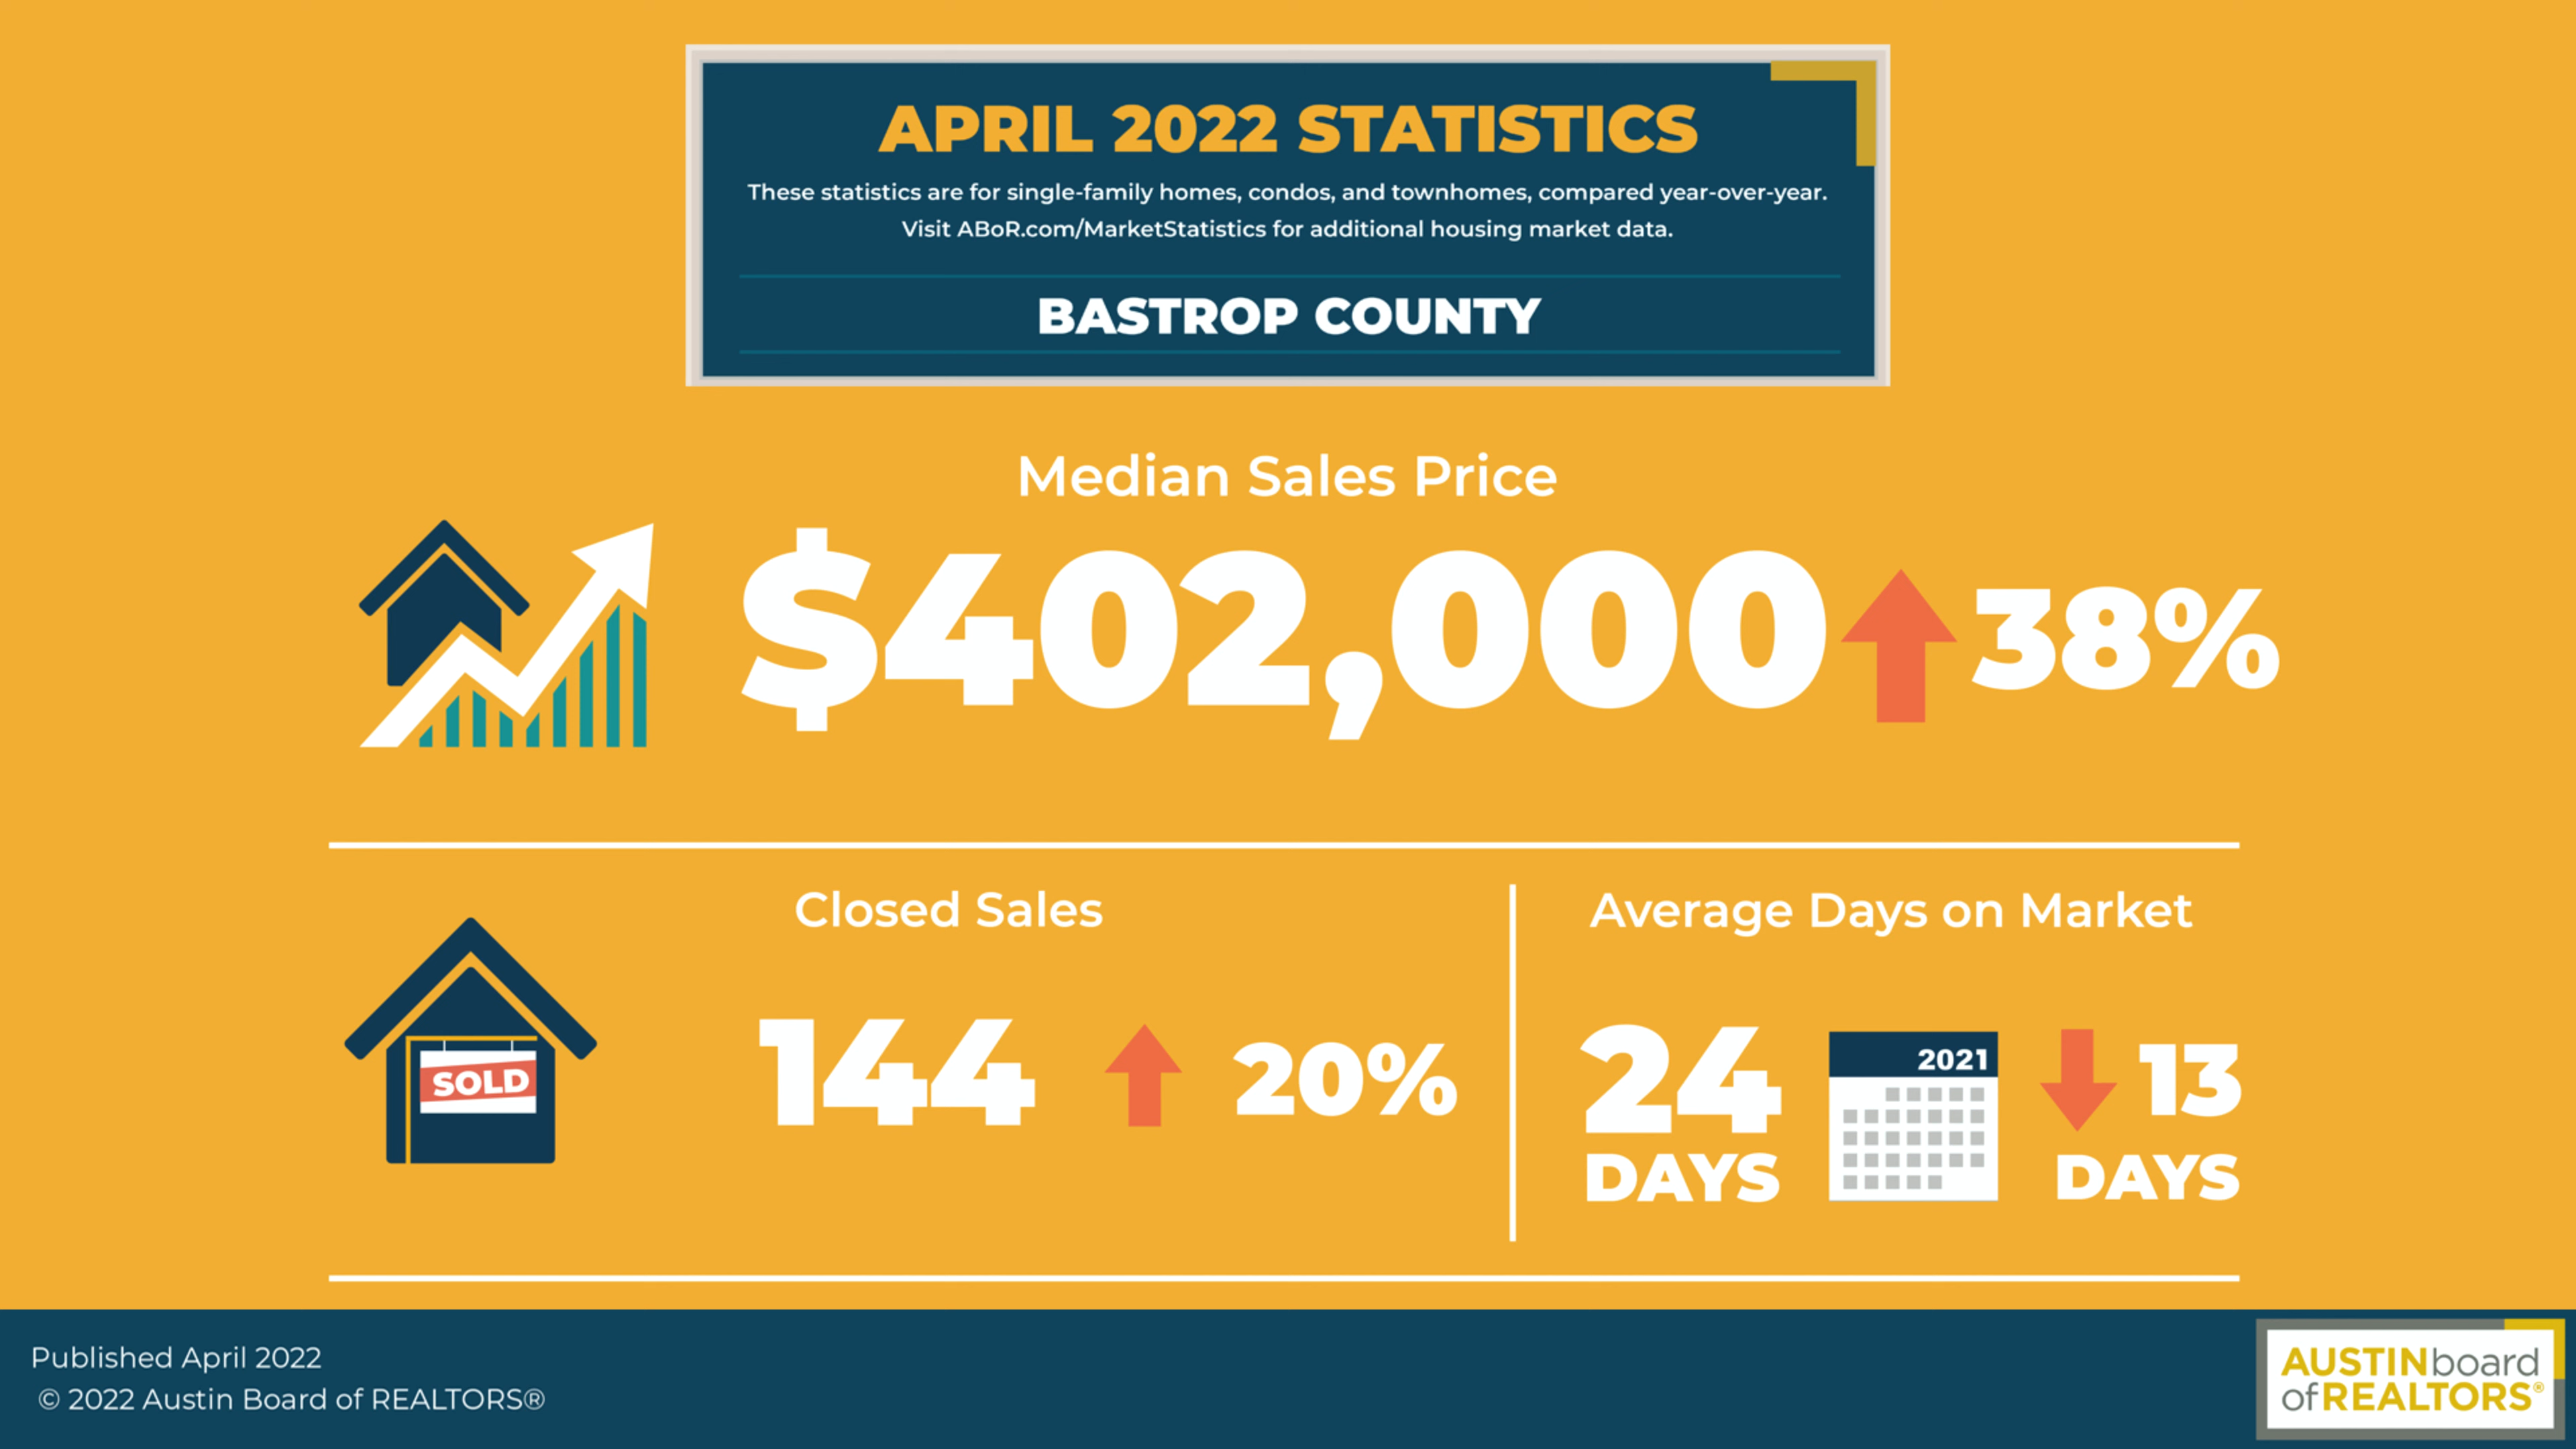 APRIL 2022 STATISTICS
These statistics are for single-family homes, condos, and townhomes, compared year-over-year.
Visit ABoR.com/MarketStatistics for additional housing market data.
BASTROP COUNTY
Median Sales Price
$402,000 38%
Closed Sales
SOLD
144 20%
Average Days on Market
24
DAYS
2021
13
DAYS
Published April 2022
© 2022 Austin Board of REALTORS®
AUSTINboard
ofREALTORS®